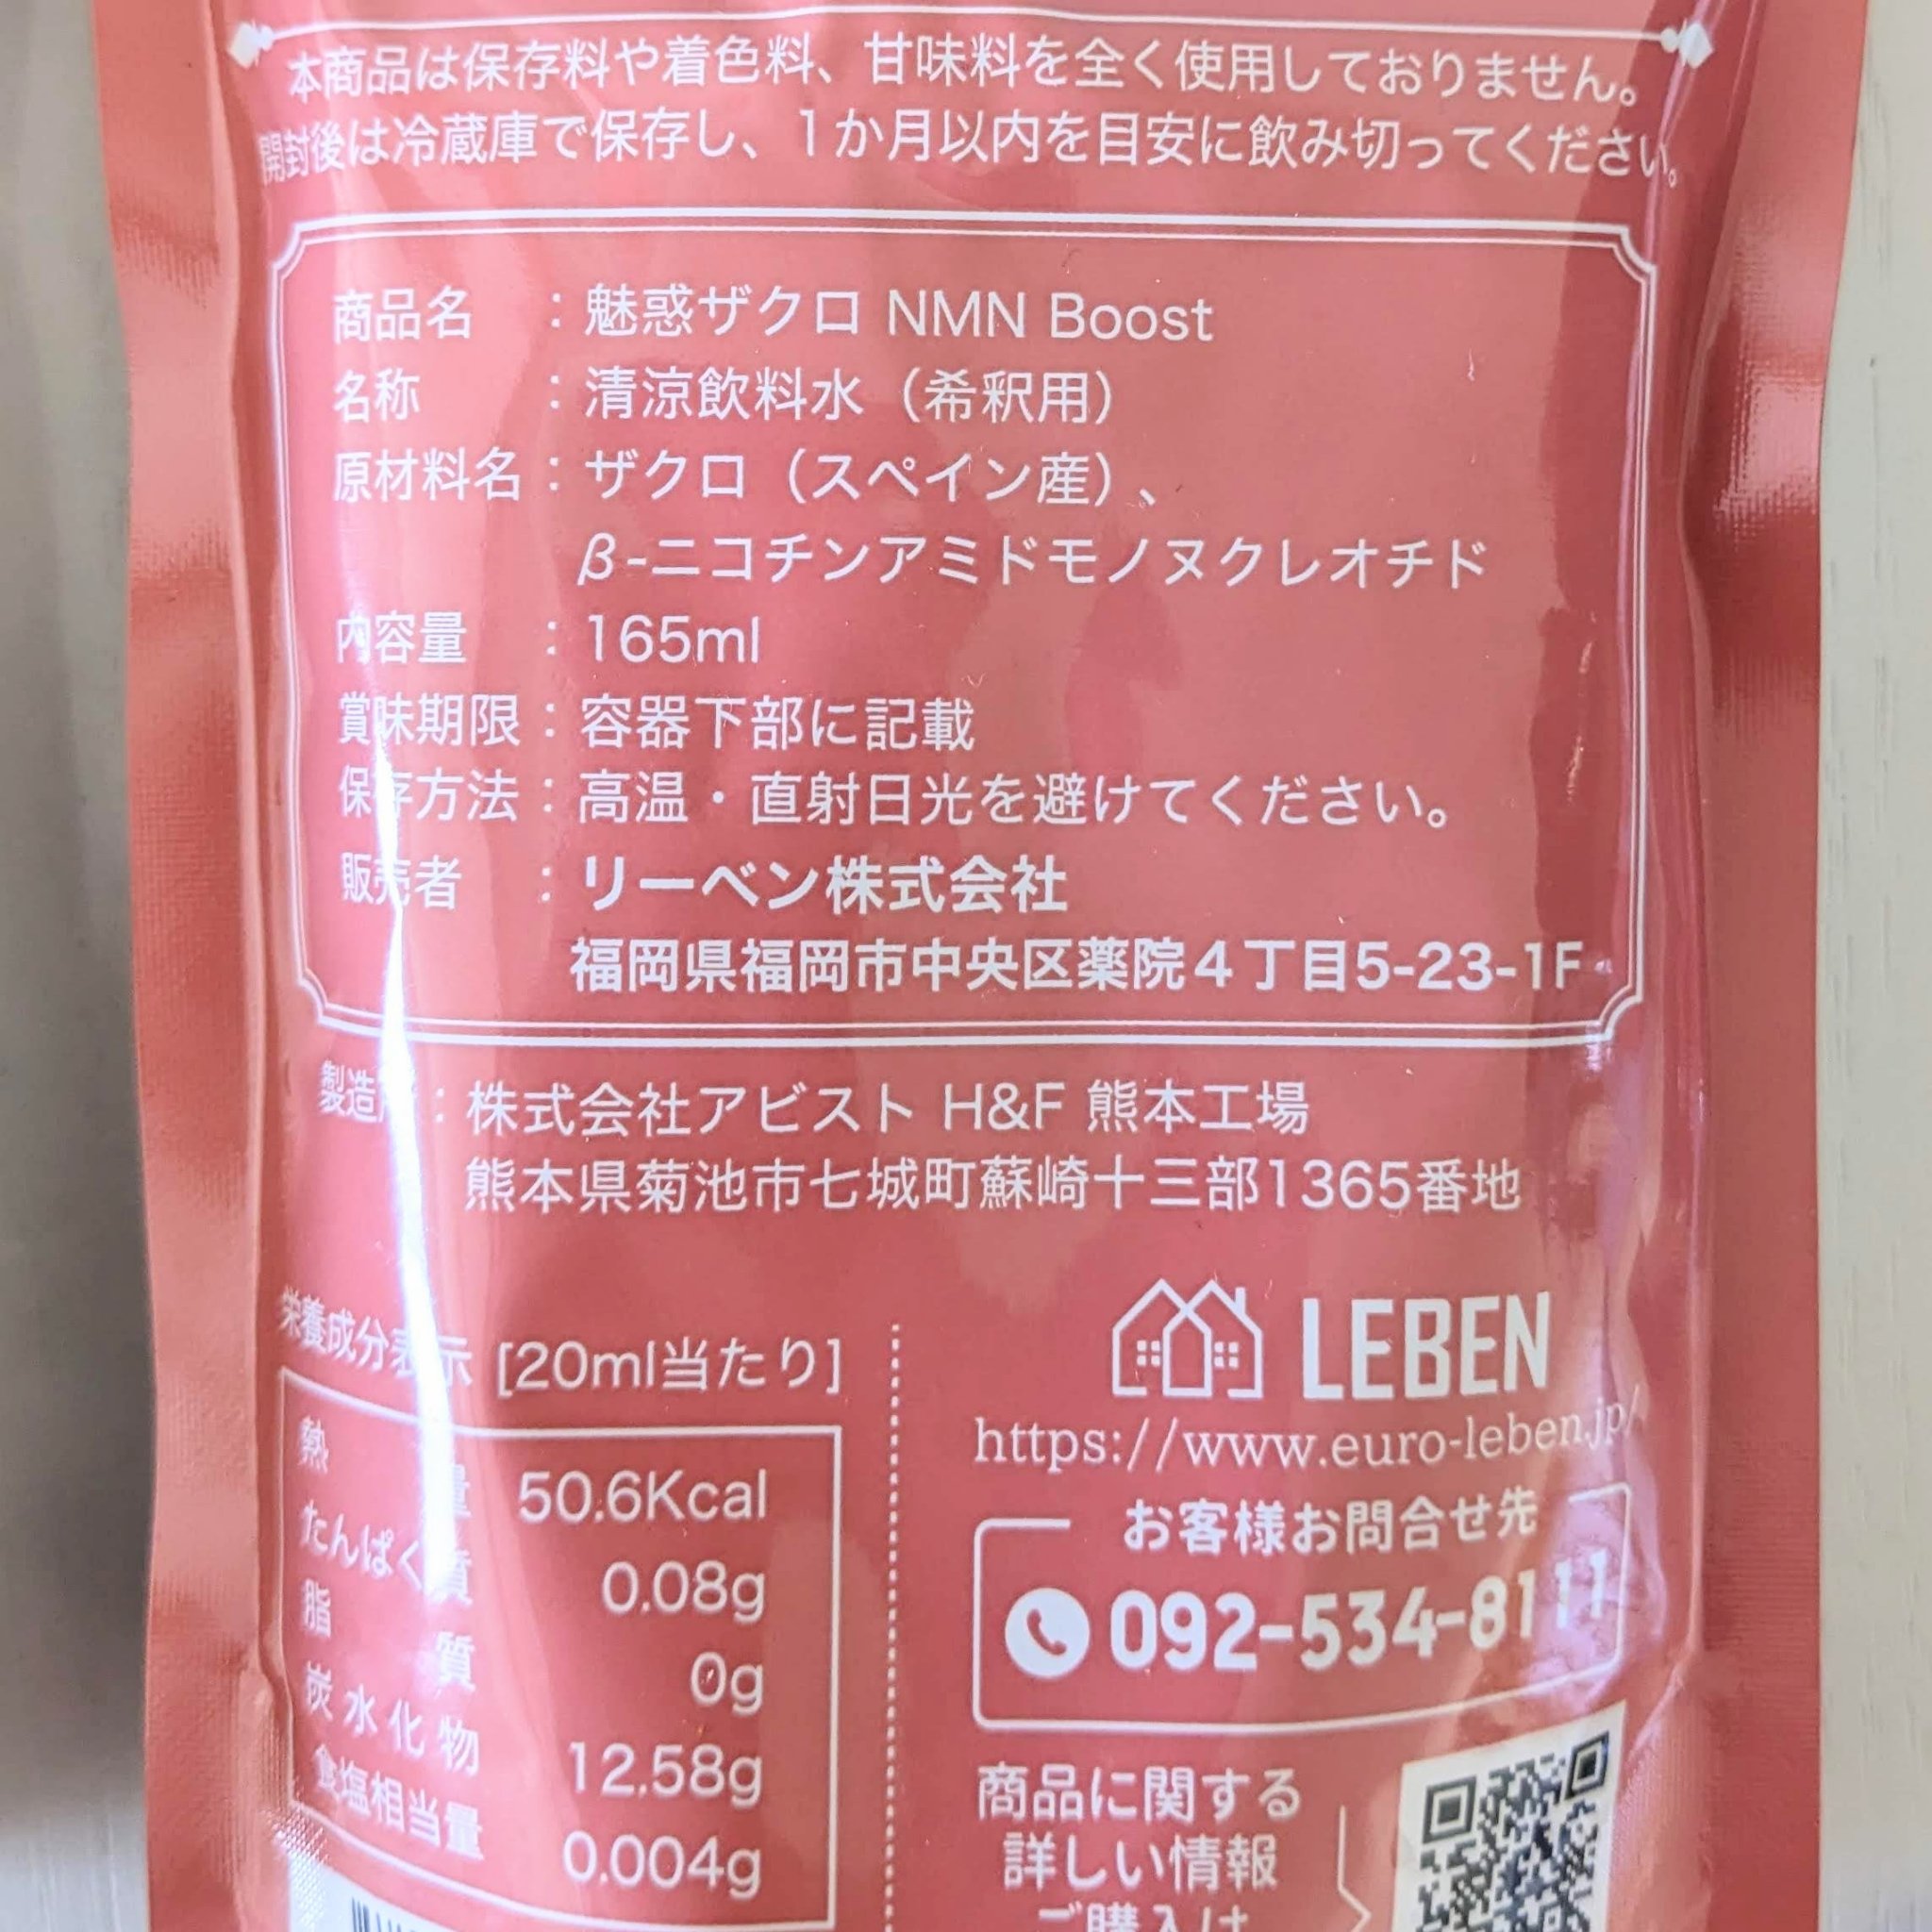 本商品は保存料や着色料、甘味料を全く使用しておりません。
開封後は冷蔵庫で保存し、1か月以内を目安に飲み切ってください。
商品名 ：魅惑ザクロ NMN Boost
名称 ：清涼飲料水（希釈用）
原材料名：ザクロ（スペイン産）、
β-ニコチンアミドモノヌクレオチド
内容量 ：165ml
賞味期限：容器下部に記載
保存方法：高温・直射日光を避けてください。
販売者 ：リーベン株式会社
福岡県福岡市中央区薬院4丁目5-23-1F
製造所：株式会社アビスト H&F 熊本工場
熊本県菊池市七城町蘇崎十三部1365番地
栄養成分表示 [20ml当たり]
熱量 50.6Kcal
たんぱく質 0.08g
脂質 0g
炭水化物 12.58g
食塩相当量 0.004g
LEBEN
https://www.euro-leben.jp/
お客様お問合せ先
092-534-8111
商品に関する
詳しい情報
ご購入は